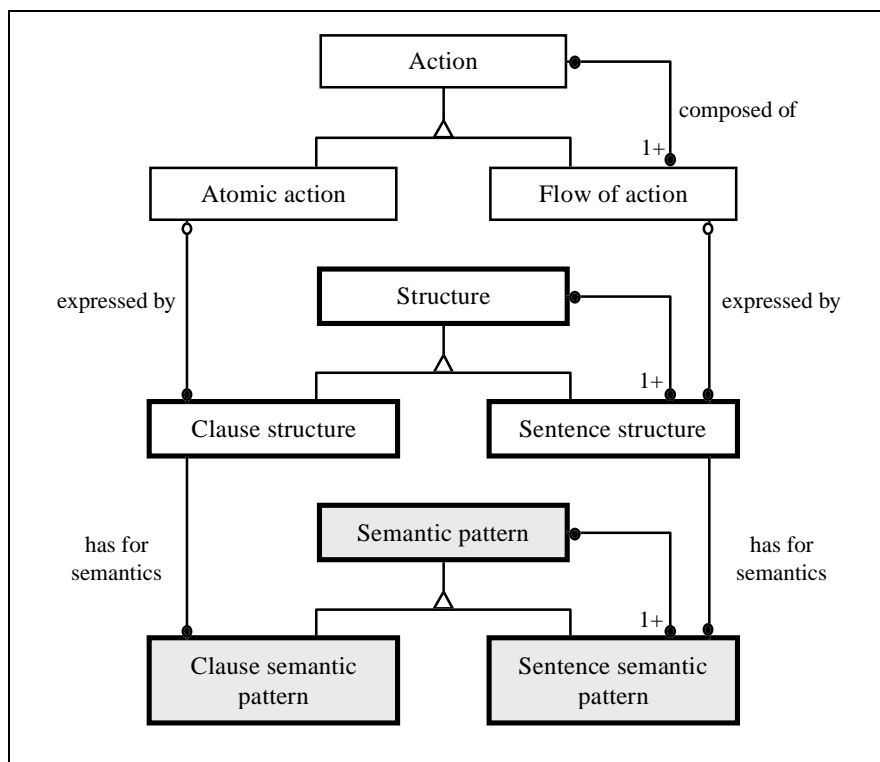 Action
composed of
1+
Atomic action
Flow of action
expressed by
Structure
expressed by
1+
Clause structure
Sentence structure
has for
semantics
Semantic pattern
has for
semantics
1+
Clause semantic
pattern
Sentence semantic
pattern